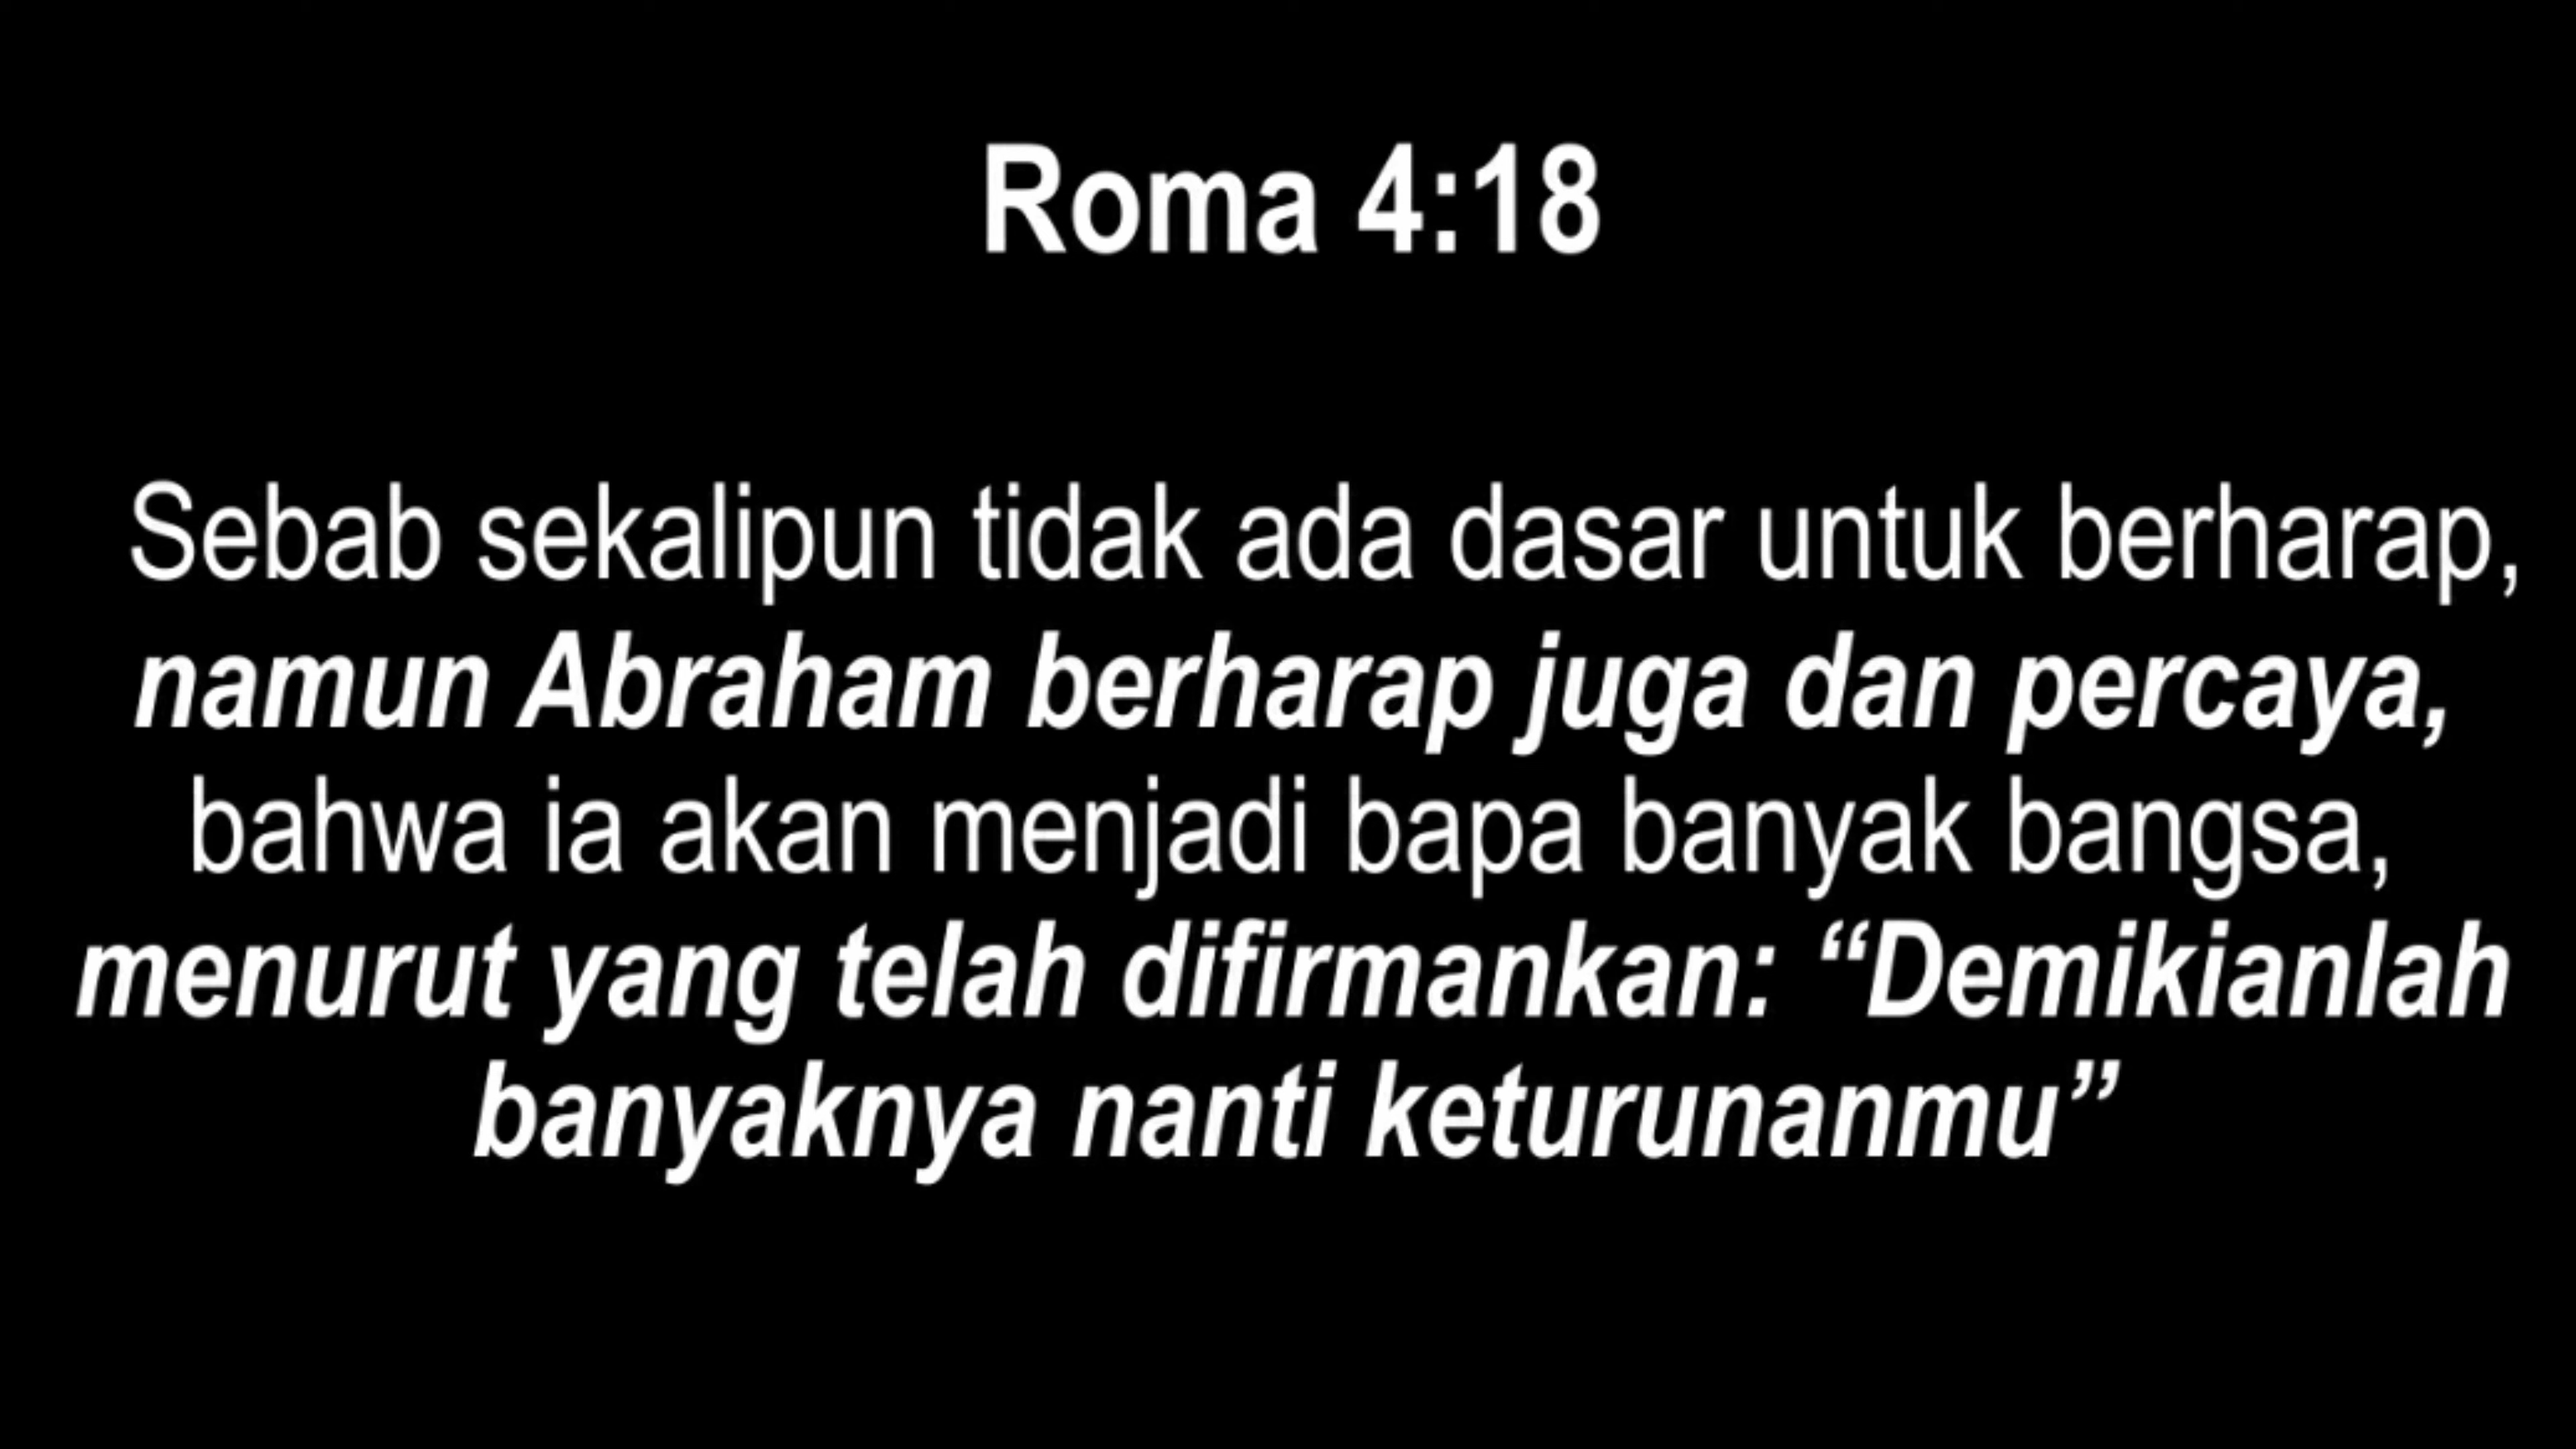 Roma 4:18
Sebab sekalipun tidak ada dasar untuk berharap,
namun Abraham berharap juga dan percaya,
bahwa ia akan menjadi bapa banyak bangsa,
menurut yang telah difirmankan: “Demikianlah
banyaknya nanti keturunanmu”